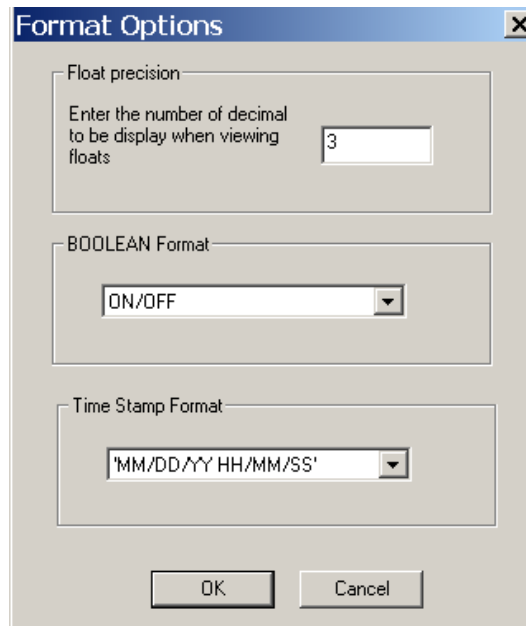 Format Options
Float precision
Enter the number of decimal
to be display when viewing
floats
3
BOOLEAN Format
ON/OFF
Time Stamp Format
'MM/DD/YY HH/MM/SS'
OK
Cancel